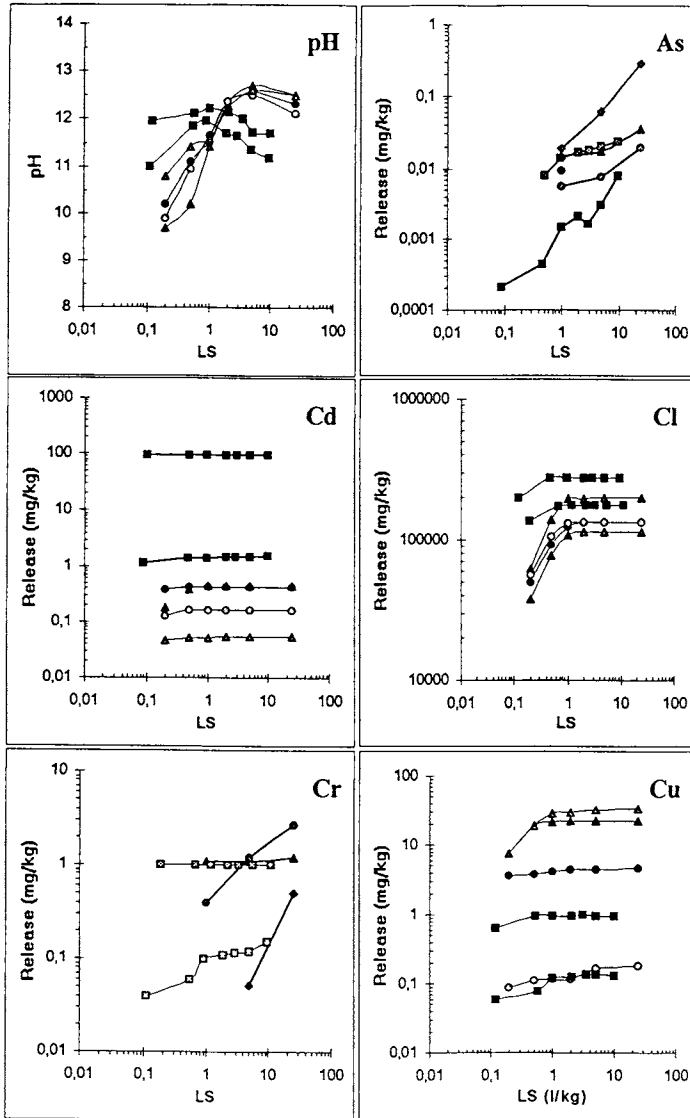 pH
14
13
12
11
10
9
8
pH
0,01 0,1 1 10 100
LS
As
1
0,1
0,01
0,001
0,0001
Release (mg/kg)
0,01 0,1 1 10 100
LS
Cd
1000
100
10
1
0,1
0,01
Release (mg/kg)
0,01 0,1 1 10 100
LS
Cl
1000000
100000
10000
Release (mg/kg)
0,01 0,1 1 10 100
LS
Cr
10
1
0,1
0,01
Release (mg/kg)
0,01 0,1 1 10 100
LS
Cu
100
10
1
0,1
0,01
Release (mg/kg)
0,01 0,1 1 10 100
LS (l/kg)